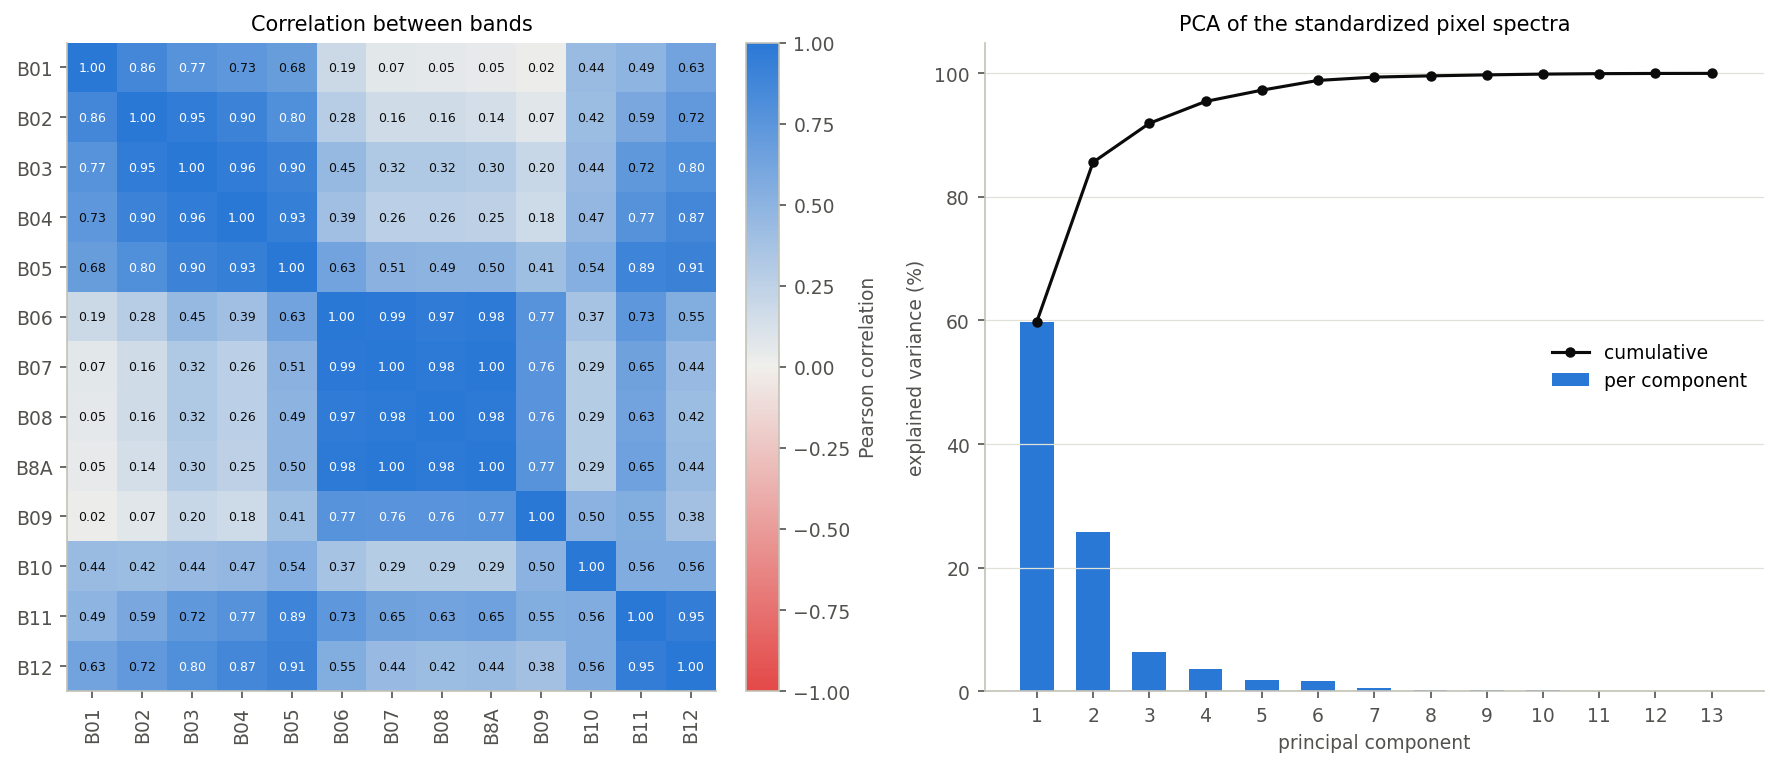 Correlation between bands
B01 1.00 0.86 0.77 0.73 0.68 0.19 0.07 0.05 0.05 0.02 0.44 0.49 0.63
B02 0.86 1.00 0.95 0.90 0.80 0.28 0.16 0.16 0.14 0.07 0.42 0.59 0.72
B03 0.77 0.95 1.00 0.96 0.90 0.45 0.32 0.32 0.30 0.20 0.44 0.72 0.80
B04 0.73 0.90 0.96 1.00 0.93 0.39 0.26 0.26 0.25 0.18 0.47 0.77 0.87
B05 0.68 0.80 0.90 0.93 1.00 0.63 0.51 0.49 0.50 0.41 0.54 0.89 0.91
B06 0.19 0.28 0.45 0.39 0.63 1.00 0.99 0.97 0.98 0.77 0.37 0.73 0.55
B07 0.07 0.16 0.32 0.26 0.51 0.99 1.00 0.98 1.00 0.76 0.29 0.65 0.44
B08 0.05 0.16 0.32 0.26 0.49 0.97 0.98 1.00 0.98 0.76 0.29 0.63 0.42
B8A 0.05 0.14 0.30 0.25 0.50 0.98 1.00 0.98 1.00 0.77 0.29 0.65 0.44
B09 0.02 0.07 0.20 0.18 0.41 0.77 0.76 0.76 0.77 1.00 0.50 0.55 0.38
B10 0.44 0.42 0.44 0.47 0.54 0.37 0.29 0.29 0.29 0.50 1.00 0.56 0.56
B11 0.49 0.59 0.72 0.77 0.89 0.73 0.65 0.63 0.65 0.55 0.56 1.00 0.95
B12 0.63 0.72 0.80 0.87 0.91 0.55 0.44 0.42 0.44 0.38 0.56 0.95 1.00
B01 B02 B03 B04 B05 B06 B07 B08 B8A B09 B10 B11 B12
1.00
0.75
0.50
0.25
0.00
−0.25
−0.50
−0.75
−1.00
Pearson correlation
PCA of the standardized pixel spectra
explained variance (%)
100
80
60
40
20
0
cumulative
per component
1 2 3 4 5 6 7 8 9 10 11 12 13
principal component